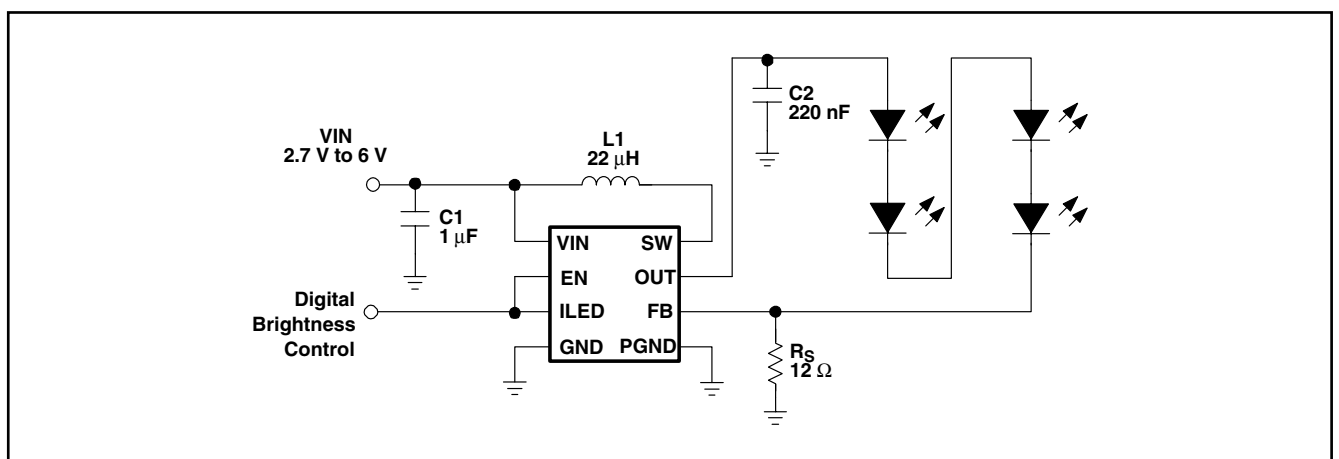 VIN
2.7 V to 6 V
C1
1 μF
L1
22 μH
C2
220 nF
VIN
SW
EN
OUT
ILED
FB
GND
PGND
Digital
Brightness
Control
RS
12 Ω